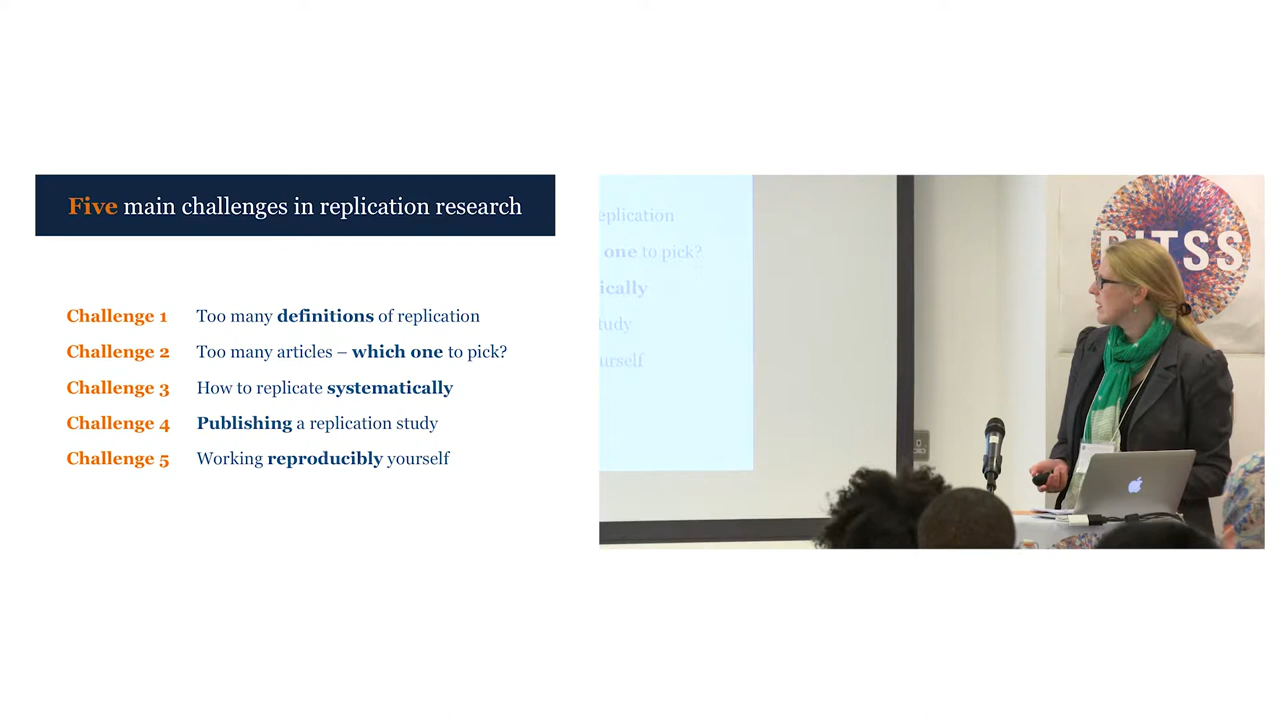 Five main challenges in replication research
Challenge 1 Too many definitions of replication
Challenge 2 Too many articles – which one to pick?
Challenge 3 How to replicate systematically
Challenge 4 Publishing a replication study
Challenge 5 Working reproducibly yourself
eplication
one to pick?
ically
tudy
urself
BITSS